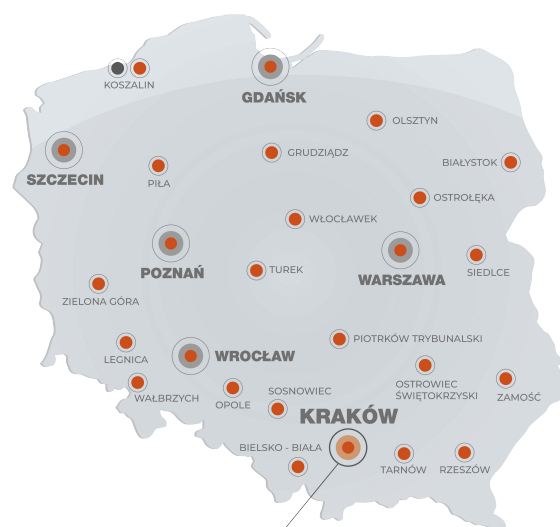 KOSZALIN
GDAŃSK
OLSZTYN
GRUDZIĄDZ
BIAŁYSTOK
SZCZECIN
PIŁA
OSTROŁĘKA
WŁOCŁAWEK
POZNAŃ
TUREK
WARSZAWA
SIEDLCE
ZIELONA GÓRA
PIOTRKÓW TRYBUNALSKI
LEGNICA
WROCŁAW
OSTROWIEC
ŚWIĘTOKRZYSKI
WAŁBRZYCH
OPOLE
SOSNOWIEC
ZAMOŚĆ
KRAKÓW
BIELSKO - BIAŁA
TARNÓW
RZESZÓW